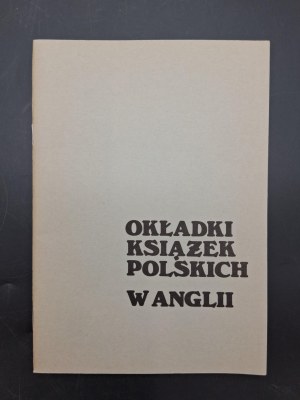 OKŁADKI
KSIĄŻEK
POLSKICH
W ANGLII